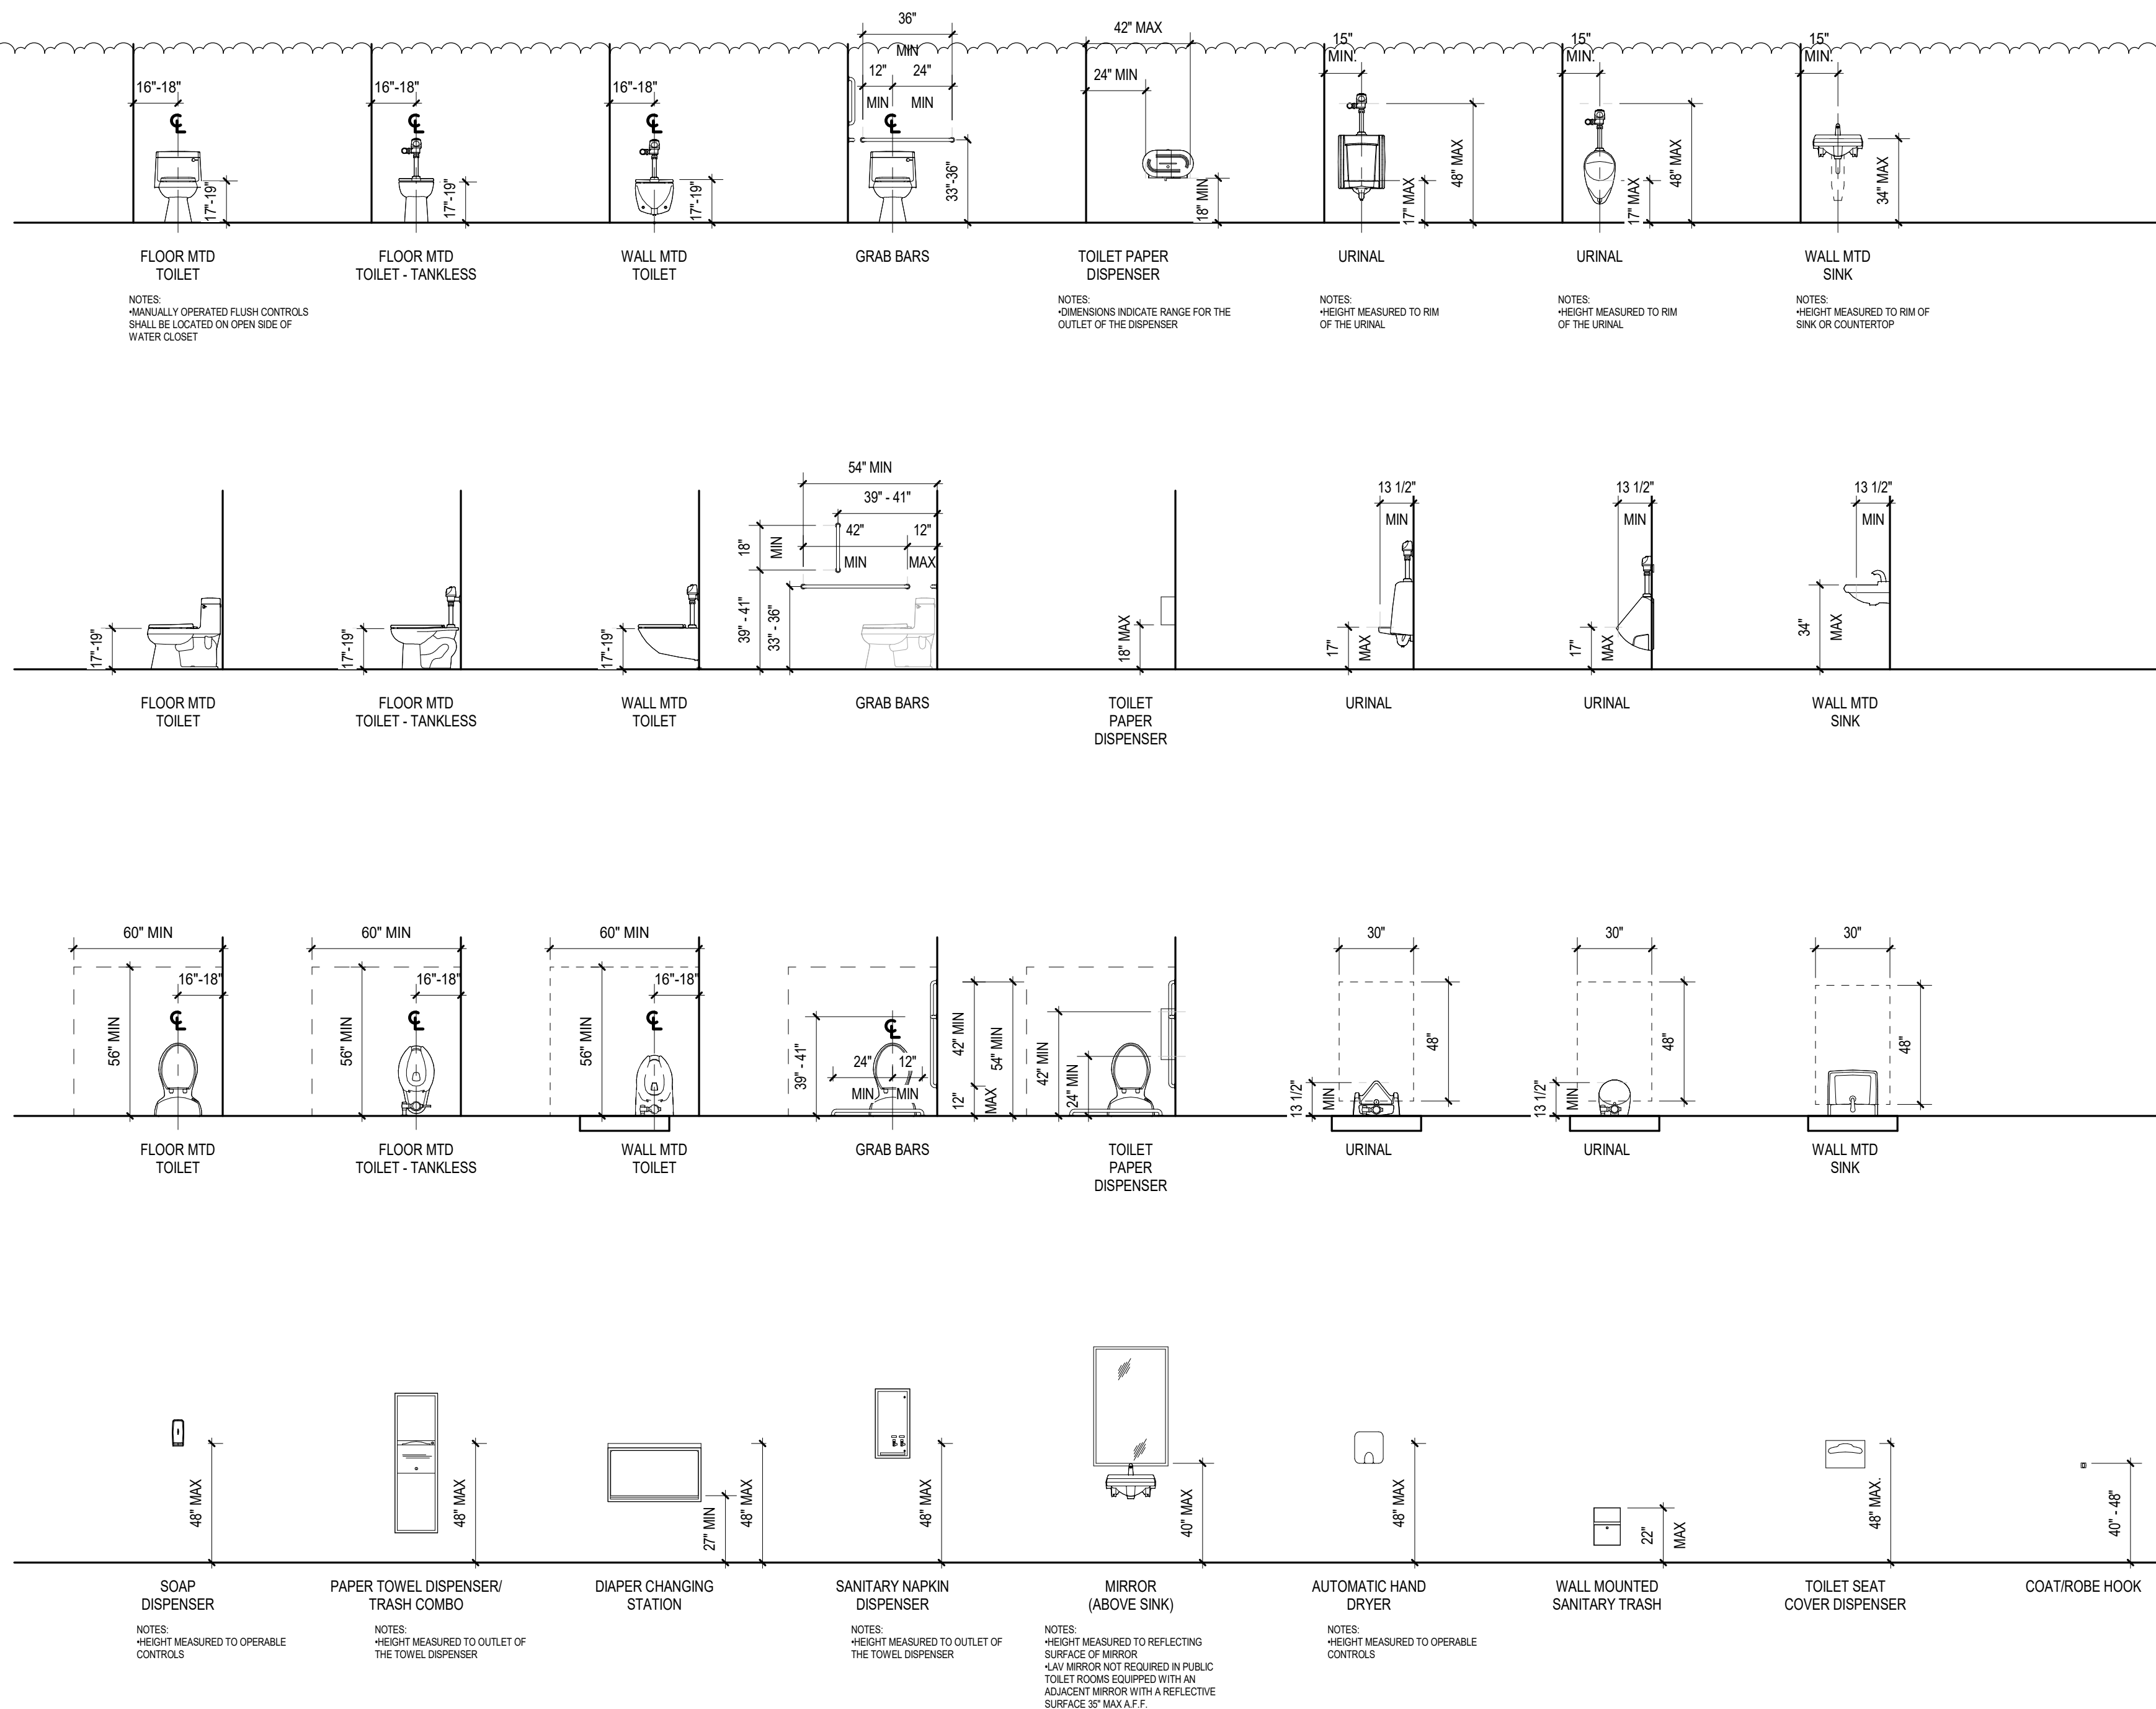 36"
MIN
12"
24"
MIN
MIN
42" MAX
24" MIN
15"
MIN.
15"
MIN.
15"
MIN.
16"-18"
16"-18"
16"-18"
℄
℄
℄
℄
17"-19"
17"-19"
17"-19"
33"-36"
18" MIN
17" MAX
48" MAX
17" MAX
48" MAX
34" MAX
FLOOR MTD
TOILET
NOTES:
•MANUALLY OPERATED FLUSH CONTROLS
SHALL BE LOCATED ON OPEN SIDE OF
WATER CLOSET
FLOOR MTD
TOILET - TANKLESS
WALL MTD
TOILET
GRAB BARS
TOILET PAPER
DISPENSER
NOTES:
•DIMENSIONS INDICATE RANGE FOR THE
OUTLET OF THE DISPENSER
URINAL
NOTES:
•HEIGHT MEASURED TO RIM
OF THE URINAL
URINAL
NOTES:
•HEIGHT MEASURED TO RIM
OF THE URINAL
WALL MTD
SINK
NOTES:
•HEIGHT MEASURED TO RIM OF
SINK OR COUNTERTOP
54" MIN
39" - 41"
42"
MIN
12"
MAX
18"
MIN
39" - 41"
33" - 36"
13 1/2"
MIN
13 1/2"
MIN
13 1/2"
MIN
17"-19"
17"-19"
17"-19"
18" MAX
17"
MAX
17"
MAX
34"
MAX
FLOOR MTD
TOILET
FLOOR MTD
TOILET - TANKLESS
WALL MTD
TOILET
GRAB BARS
TOILET
PAPER
DISPENSER
URINAL
URINAL
WALL MTD
SINK
60" MIN
16"-18"
56" MIN
℄
60" MIN
16"-18"
56" MIN
℄
60" MIN
16"-18"
56" MIN
℄
39" - 41"
℄
24"
MIN
12"
MIN
42" MIN
12"
MAX
54" MIN
42" MIN
24" MIN
30"
48"
13 1/2"
MIN
30"
48"
13 1/2"
MIN
30"
48"
FLOOR MTD
TOILET
FLOOR MTD
TOILET - TANKLESS
WALL MTD
TOILET
GRAB BARS
TOILET
PAPER
DISPENSER
URINAL
URINAL
WALL MTD
SINK
48" MAX
48" MAX
27" MIN
48" MAX
48" MAX
40" MAX
48" MAX
22"
MAX
48" MAX.
40" - 48"
SOAP
DISPENSER
NOTES:
•HEIGHT MEASURED TO OPERABLE
CONTROLS
PAPER TOWEL DISPENSER/
TRASH COMBO
NOTES:
•HEIGHT MEASURED TO OUTLET OF
THE TOWEL DISPENSER
DIAPER CHANGING
STATION
SANITARY NAPKIN
DISPENSER
NOTES:
•HEIGHT MEASURED TO OUTLET OF
THE TOWEL DISPENSER
MIRROR
(ABOVE SINK)
NOTES:
•HEIGHT MEASURED TO REFLECTING
SURFACE OF MIRROR
•LAV MIRROR NOT REQUIRED IN PUBLIC
TOILET ROOMS EQUIPPED WITH AN
ADJACENT MIRROR WITH A REFLECTIVE
SURFACE 35" MAX A.F.F.
AUTOMATIC HAND
DRYER
NOTES:
•HEIGHT MEASURED TO OPERABLE
CONTROLS
WALL MOUNTED
SANITARY TRASH
TOILET SEAT
COVER DISPENSER
COAT/ROBE HOOK